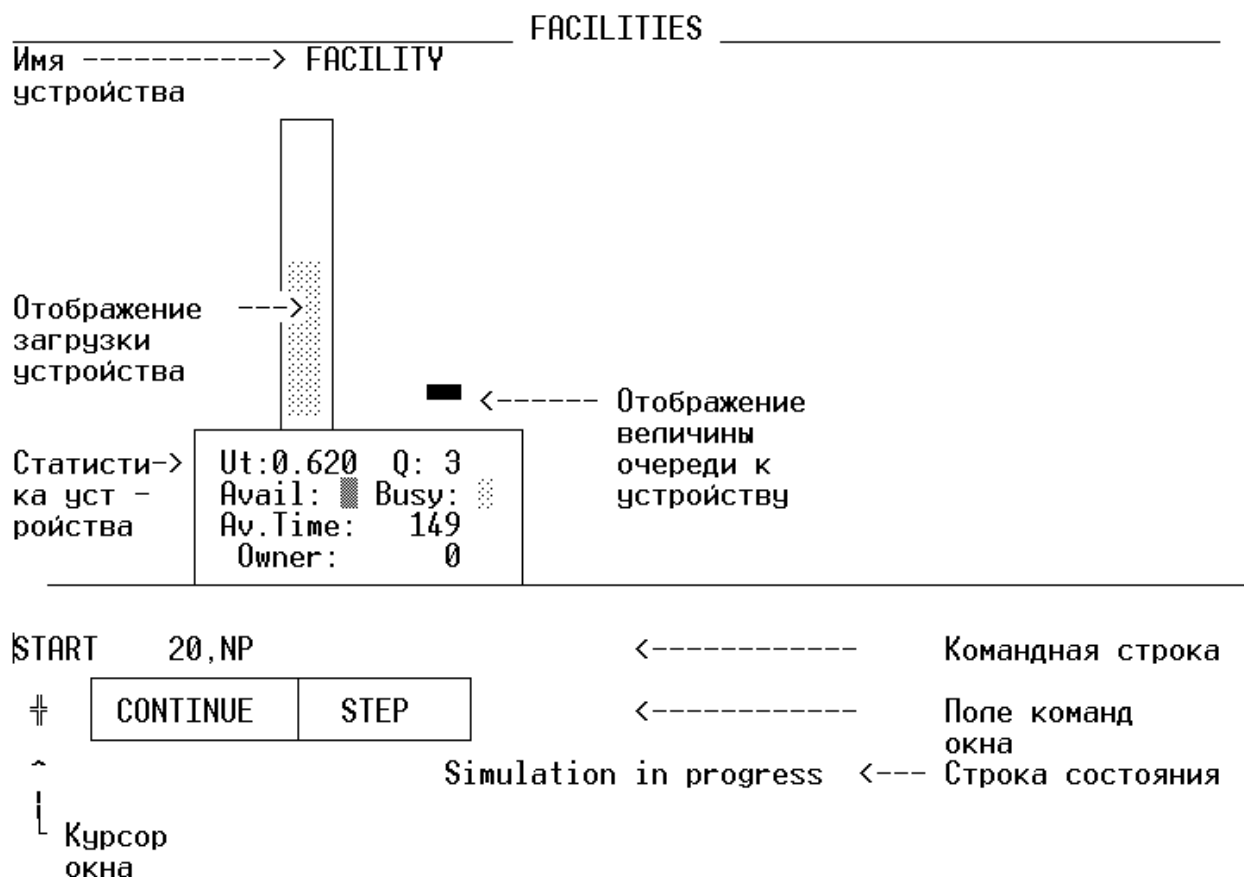 FACILITIES
Имя -----------> FACILITY
устройства
Отображение --->
загрузки
устройства
<------ Отображение
величины
очереди к
устройству
Статисти->
ка уст -
ройства
Ut:0.620 Q: 3
Avail: ▒ Busy: ░
Av.Time: 149
Owner: 0
START 20,NP <------------ Командная строка
╬ CONTINUE STEP <------------ Поле команд
окна
Simulation in progress <--- Строка состояния
Курсор
окна